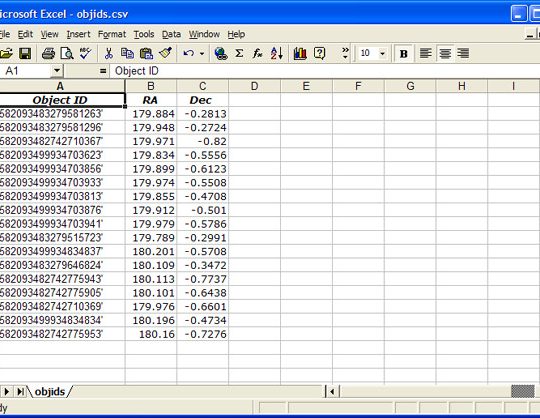 icrosoft Excel - objids.csv
File Edit View Insert Format Tools Data Window Help
10 B
A1 = Object ID
A B C D E F G H I
Object ID RA Dec
582093483279581263' 179.884 -0.2813
582093483279581296' 179.948 -0.2724
582093482742710367' 179.971 -0.82
582093499934703623' 179.834 -0.5556
582093499934703856' 179.899 -0.6123
582093499934703933' 179.974 -0.5508
582093499934703813' 179.855 -0.4708
582093499934703876' 179.912 -0.501
582093499934703941' 179.979 -0.5786
582093483279515723' 179.789 -0.2991
582093499934834837' 180.201 -0.5708
582093483279646824' 180.109 -0.3472
582093482742775943' 180.113 -0.7737
582093482742775905' 180.101 -0.6438
582093482742710369' 179.976 -0.6601
582093499934834834' 180.196 -0.4734
582093482742775953' 180.16 -0.7276
objids
dy